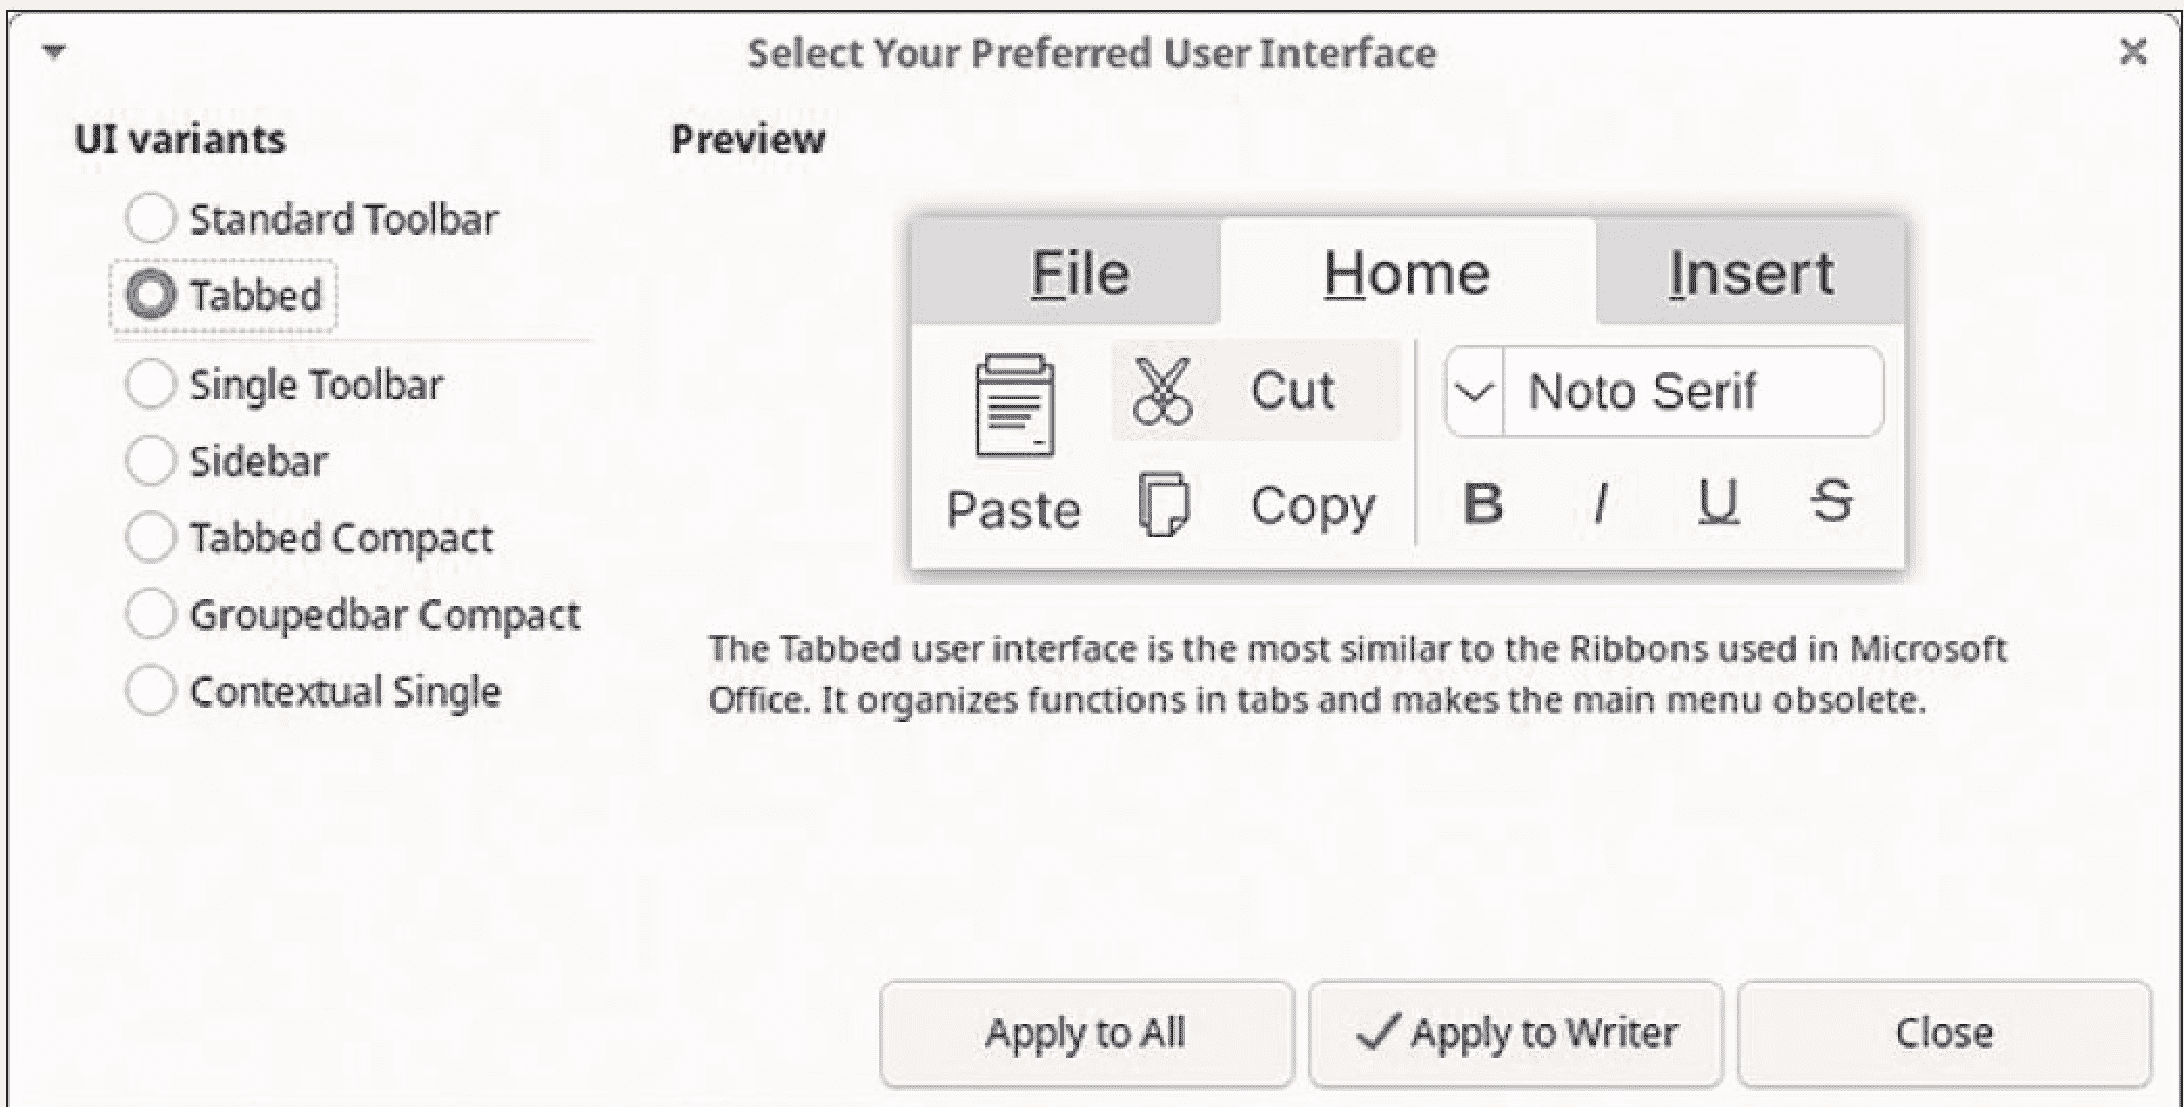 Select Your Preferred User Interface
UI variants
Standard Toolbar
Tabbed
Single Toolbar
Sidebar
Tabbed Compact
Groupedbar Compact
Contextual Single
Preview
File Home Insert
Paste
Cut
Copy
Noto Serif
B I U S
The Tabbed user interface is the most similar to the Ribbons used in Microsoft
Office. It organizes functions in tabs and makes the main menu obsolete.
Apply to All
Apply to Writer
Close